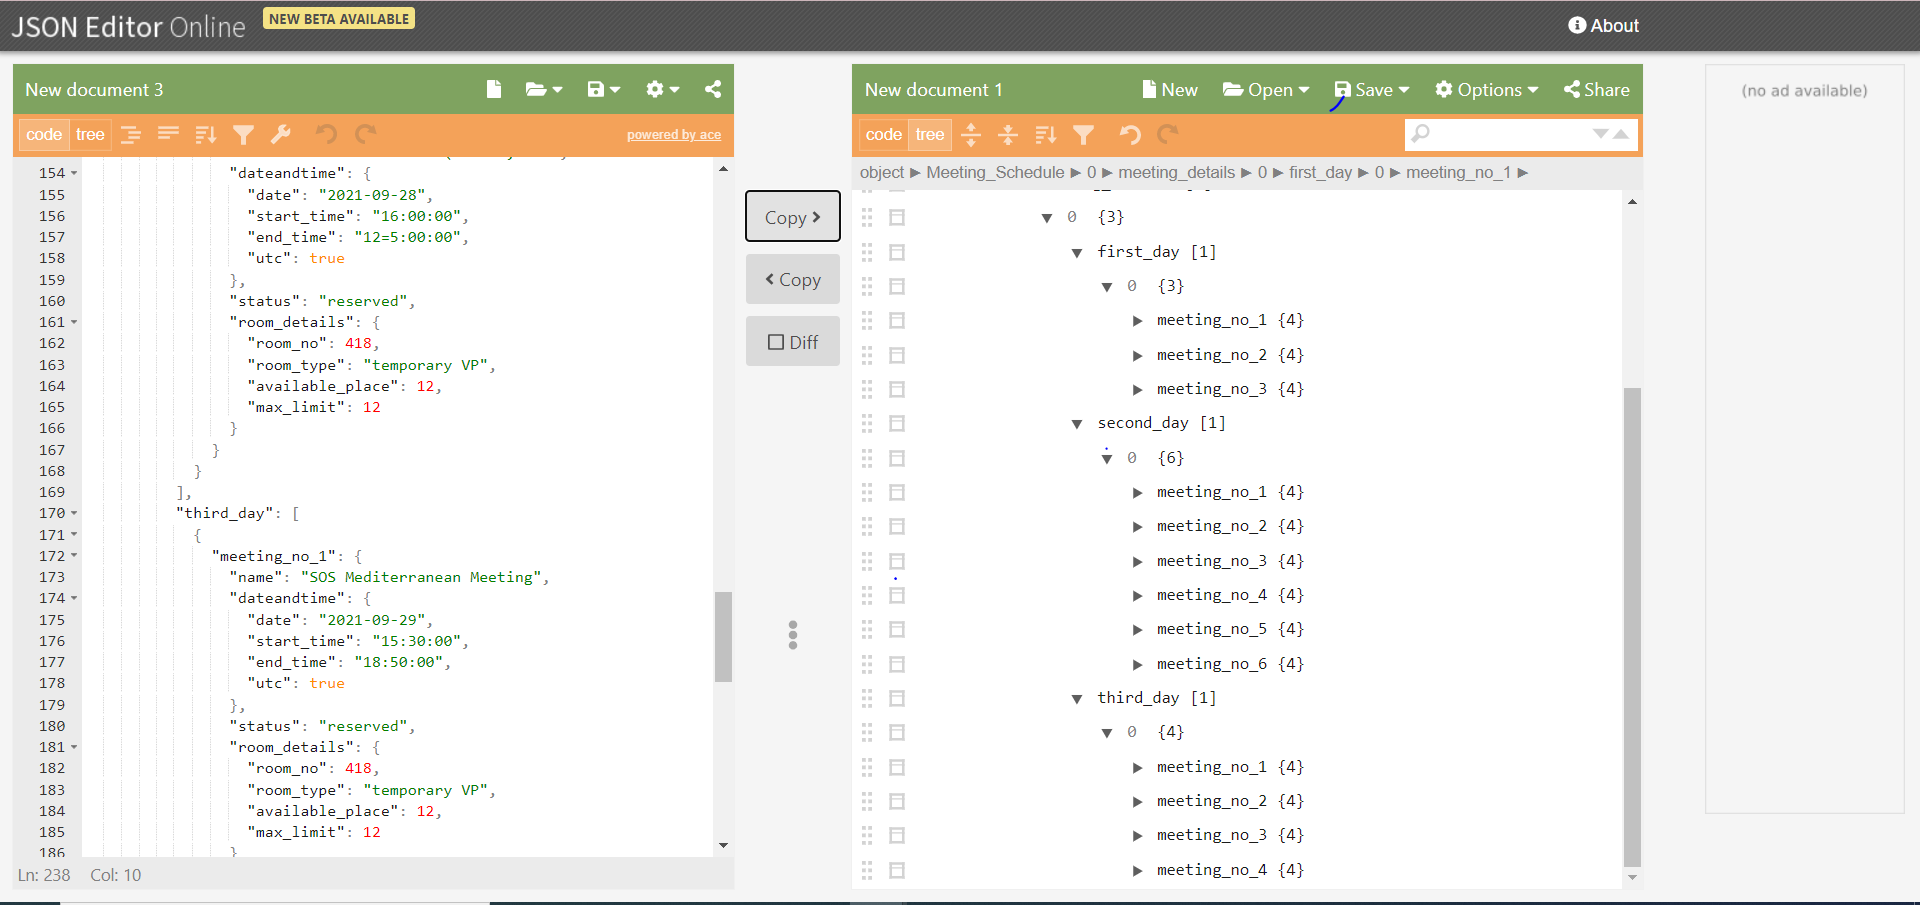 JSON Editor Online NEW BETA AVAILABLE About
New document 3
code tree powered by ace
154 "dateandtime": {
155 "date": "2021-09-28",
156 "start_time": "16:00:00",
157 "end_time": "12=5:00:00",
158 "utc": true
159 },
160 "status": "reserved",
161 "room_details": {
162 "room_no": 418,
163 "room_type": "temporary VP",
164 "available_place": 12,
165 "max_limit": 12
166 }
167 }
168 }
169 ],
170 "third_day": [
171 {
172 "meeting_no_1": {
173 "name": "SOS Mediterranean Meeting",
174 "dateandtime": {
175 "date": "2021-09-29",
176 "start_time": "15:30:00",
177 "end_time": "18:50:00",
178 "utc": true
179 },
180 "status": "reserved",
181 "room_details": {
182 "room_no": 418,
183 "room_type": "temporary VP",
184 "available_place": 12,
185 "max_limit": 12
186 }
Ln: 238 Col: 10
Copy >
< Copy
Diff
New document 1 New Open Save Options Share
code tree
object ► Meeting_Schedule ► 0 ► meeting_details ► 0 ► first_day ► 0 ► meeting_no_1 ►
0 {3}
first_day [1]
0 {3}
meeting_no_1 {4}
meeting_no_2 {4}
meeting_no_3 {4}
second_day [1]
0 {6}
meeting_no_1 {4}
meeting_no_2 {4}
meeting_no_3 {4}
meeting_no_4 {4}
meeting_no_5 {4}
meeting_no_6 {4}
third_day [1]
0 {4}
meeting_no_1 {4}
meeting_no_2 {4}
meeting_no_3 {4}
meeting_no_4 {4}
(no ad available)